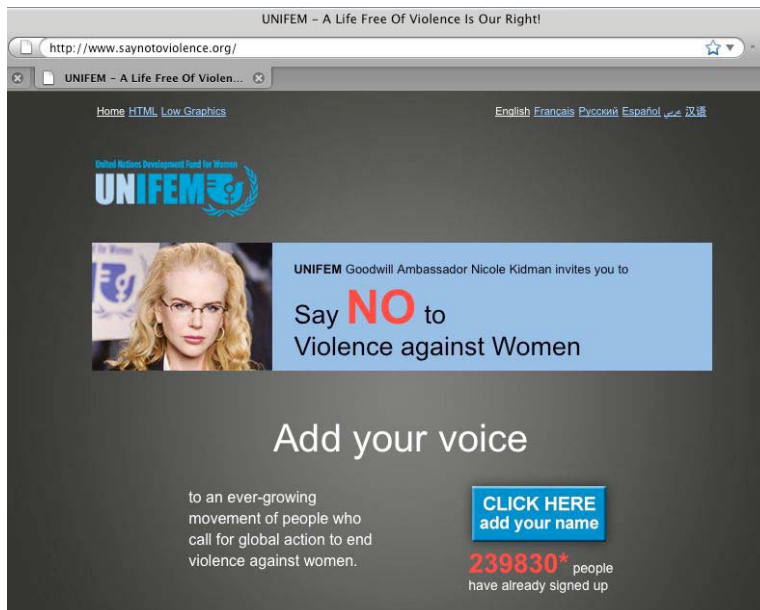 UNIFEM – A Life Free Of Violence Is Our Right!
http://www.saynotoviolence.org/
UNIFEM – A Life Free Of Violen...
Home HTML Low Graphics
English Français Русский Español عربي 汉语
United Nations Development Fund for Women
UNIFEM
UNIFEM Goodwill Ambassador Nicole Kidman invites you to
Say NO to
Violence against Women
Add your voice
to an ever-growing
movement of people who
call for global action to end
violence against women.
CLICK HERE
add your name
239830* people
have already signed up